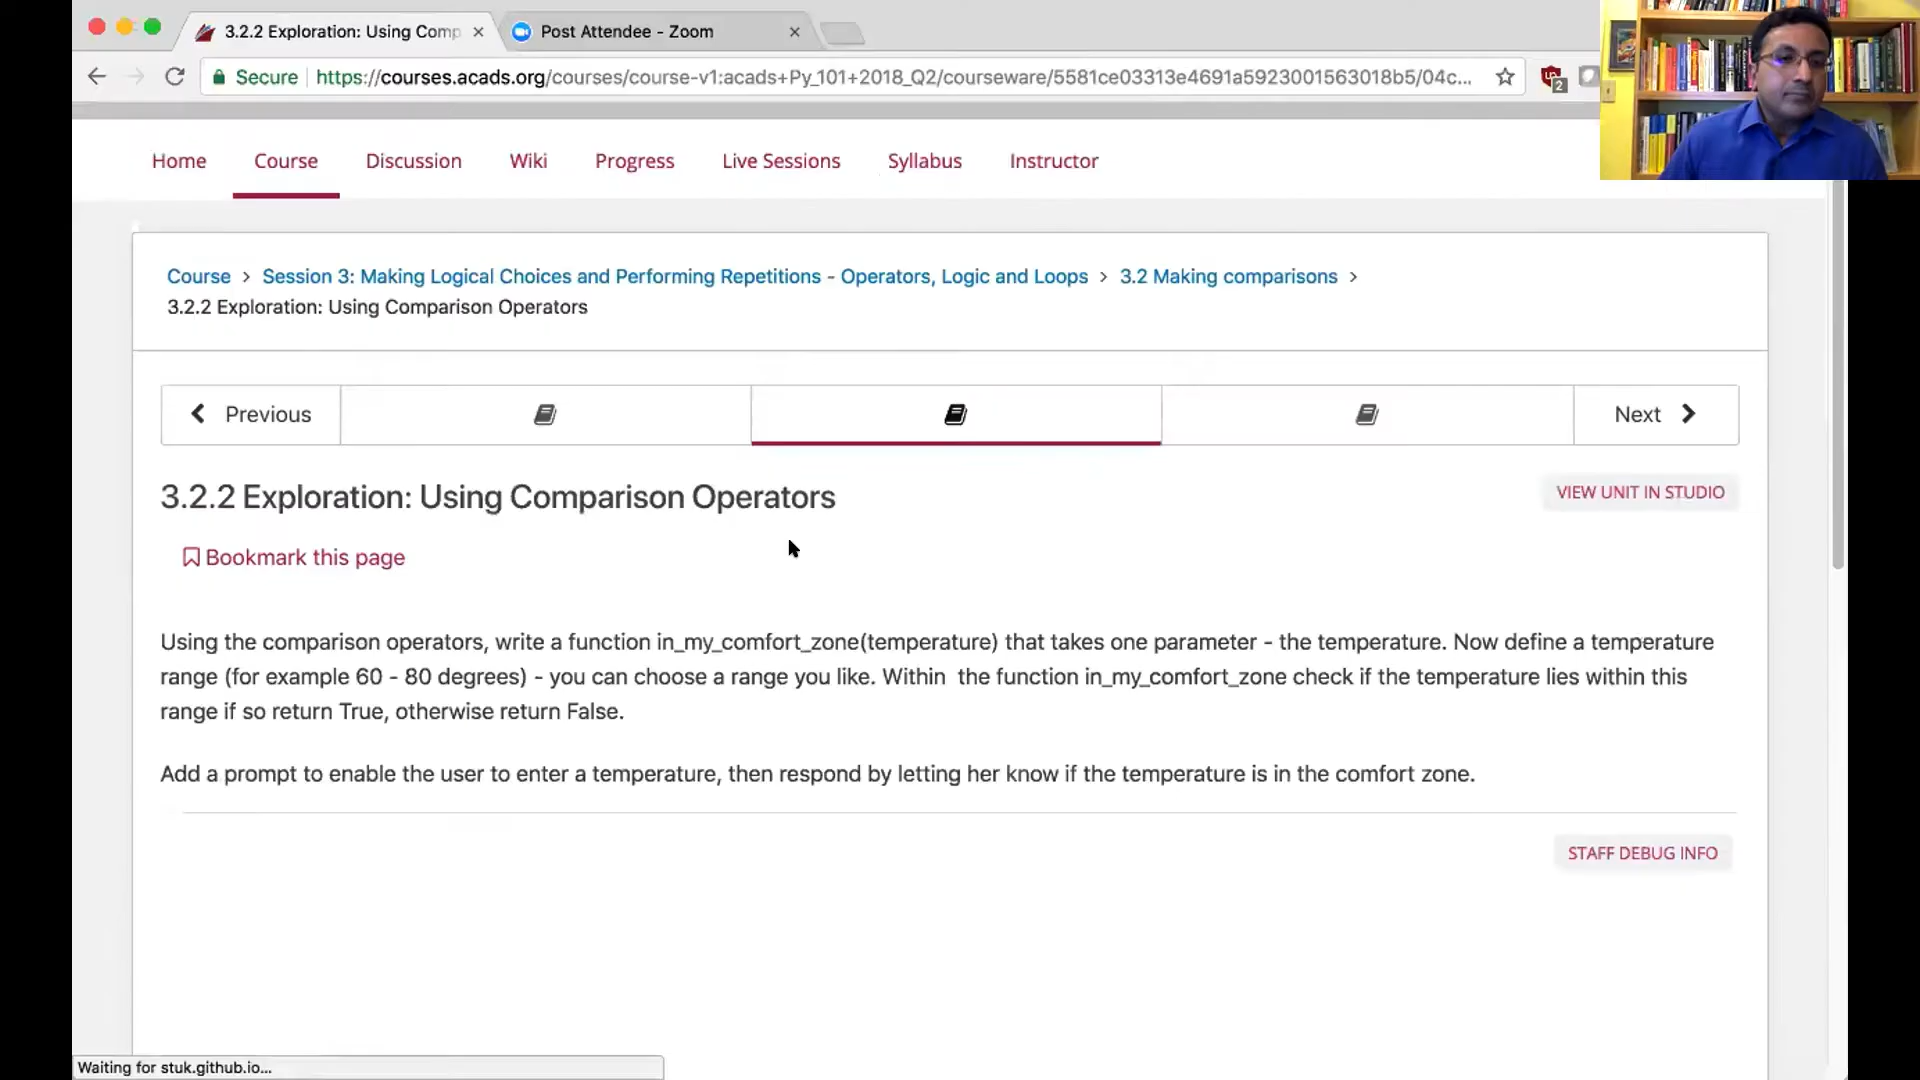 3.2.2 Exploration: Using Comp
Post Attendee - Zoom
Secure
https://courses.acads.org/courses/course-v1:acads+Py_101+2018_Q2/courseware/5581ce03313e4691a5923001563018b5/04c...
2
Home Course Discussion Wiki Progress Live Sessions Syllabus Instructor
Course > Session 3: Making Logical Choices and Performing Repetitions - Operators, Logic and Loops > 3.2 Making comparisons >
3.2.2 Exploration: Using Comparison Operators
Previous
Next
3.2.2 Exploration: Using Comparison Operators
VIEW UNIT IN STUDIO
Bookmark this page
Using the comparison operators, write a function in_my_comfort_zone(temperature) that takes one parameter - the temperature. Now define a temperature
range (for example 60 - 80 degrees) - you can choose a range you like. Within the function in_my_comfort_zone check if the temperature lies within this
range if so return True, otherwise return False.
Add a prompt to enable the user to enter a temperature, then respond by letting her know if the temperature is in the comfort zone.
STAFF DEBUG INFO
Waiting for stuk.github.io...